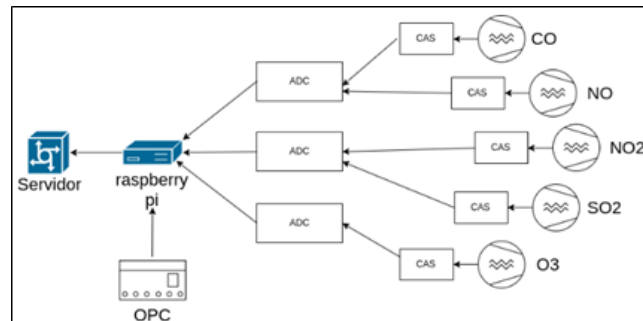 CAS
CO
ADC
CAS
NO
CAS
NO2
ADC
Servidor
raspberry
pi
CAS
SO2
ADC
CAS
O3
OPC